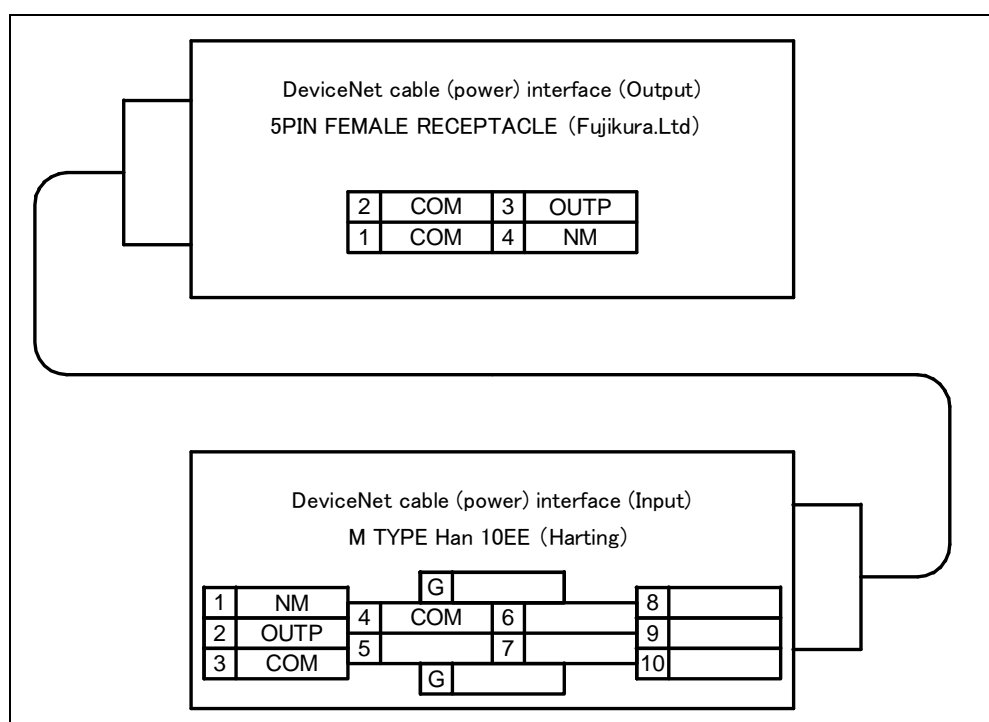 DeviceNet cable (power) interface (Output)
5PIN FEMALE RECEPTACLE (Fujikura.Ltd)
2 COM 3 OUTP
1 COM 4 NM
DeviceNet cable (power) interface (Input)
M TYPE Han 10EE (Harting)
G
1 NM 4 COM 6 8
2 OUTP 5 7 9
3 COM 10
G